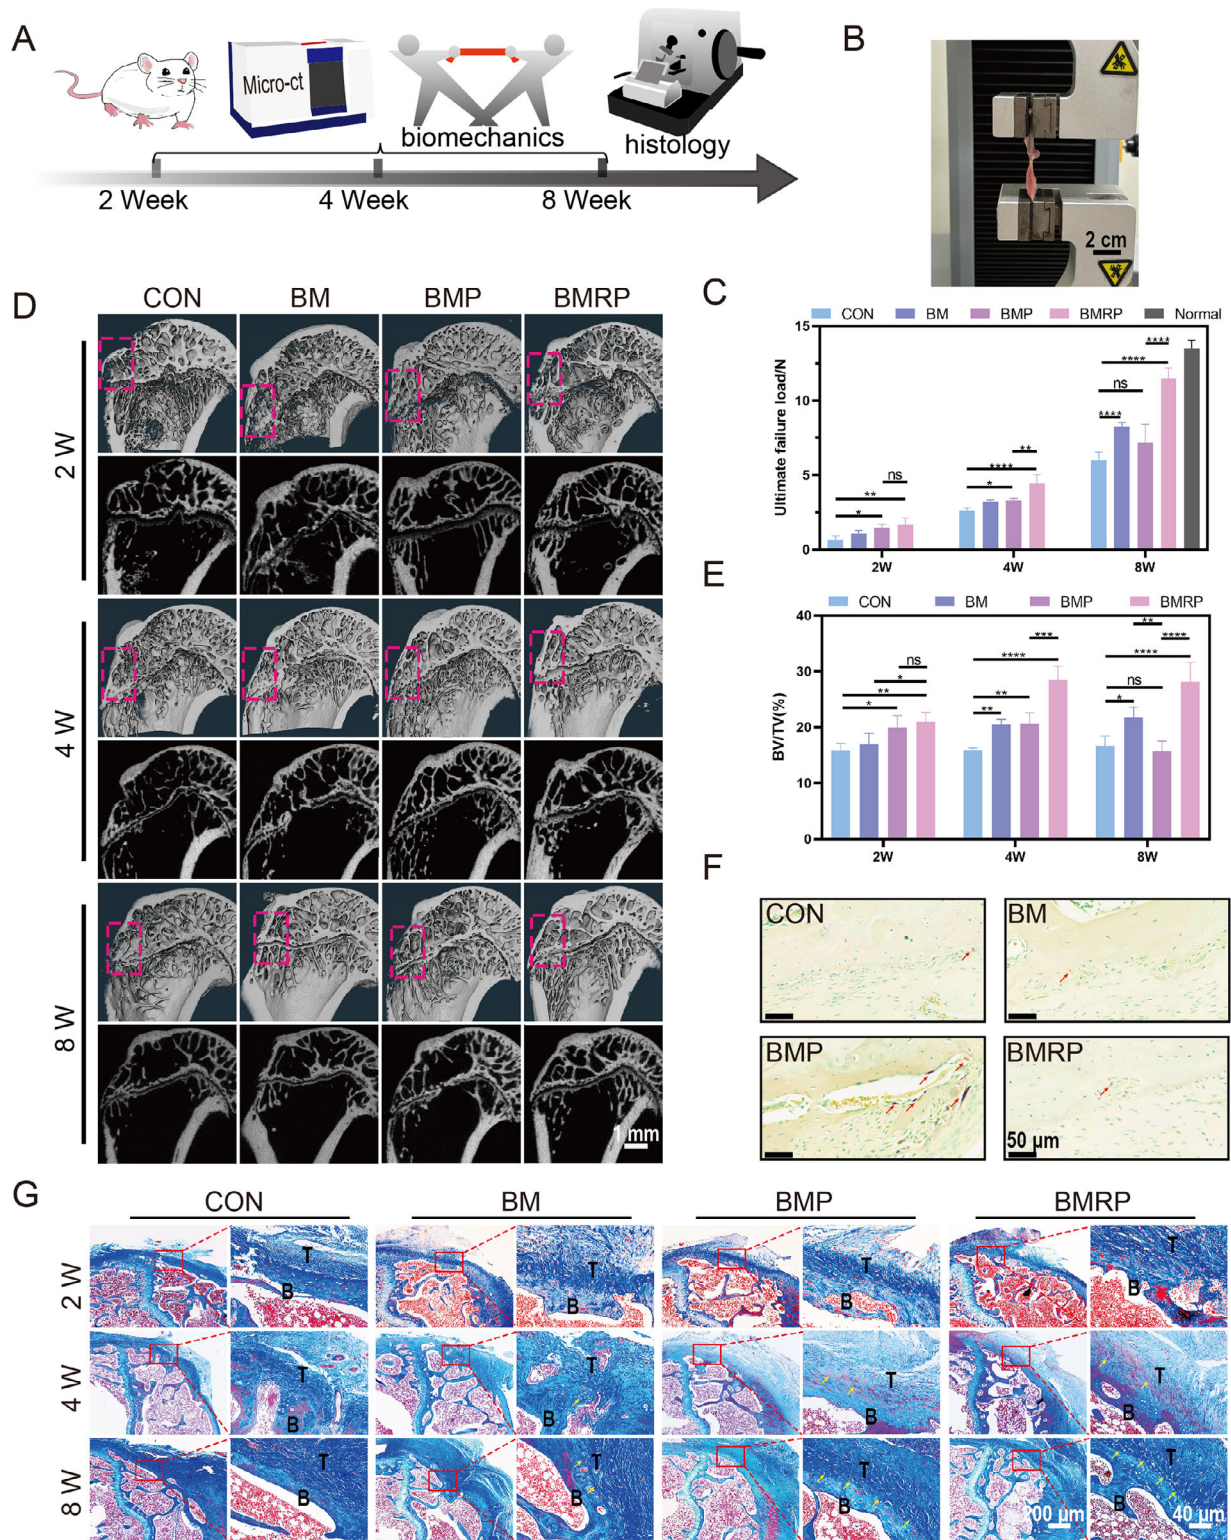 A
Micro-ct
biomechanics
histology
2 Week
4 Week
8 Week
B
2 cm
C
CON
BM
BMP
BMRP
Normal
Ultimate failure load/N
15
10
5
0
**
*
ns
****
*
**
****
ns
****
****
2W
4W
8W
D
CON
BM
BMP
BMRP
2 W
4 W
8 W
1 mm
E
CON
BM
BMP
BMRP
BV/TV(%)
40
30
20
10
0
ns
*
**
*
***
****
**
**
**
****
****
ns
*
2W
4W
8W
F
CON
BM
BMP
BMRP
50 μm
G
CON
BM
BMP
BMRP
2 W
T
B
T
B
T
B
T
B
4 W
T
B
T
B
T
B
T
B
8 W
T
B
T
B
T
B
T
B
200 μm
40 μm